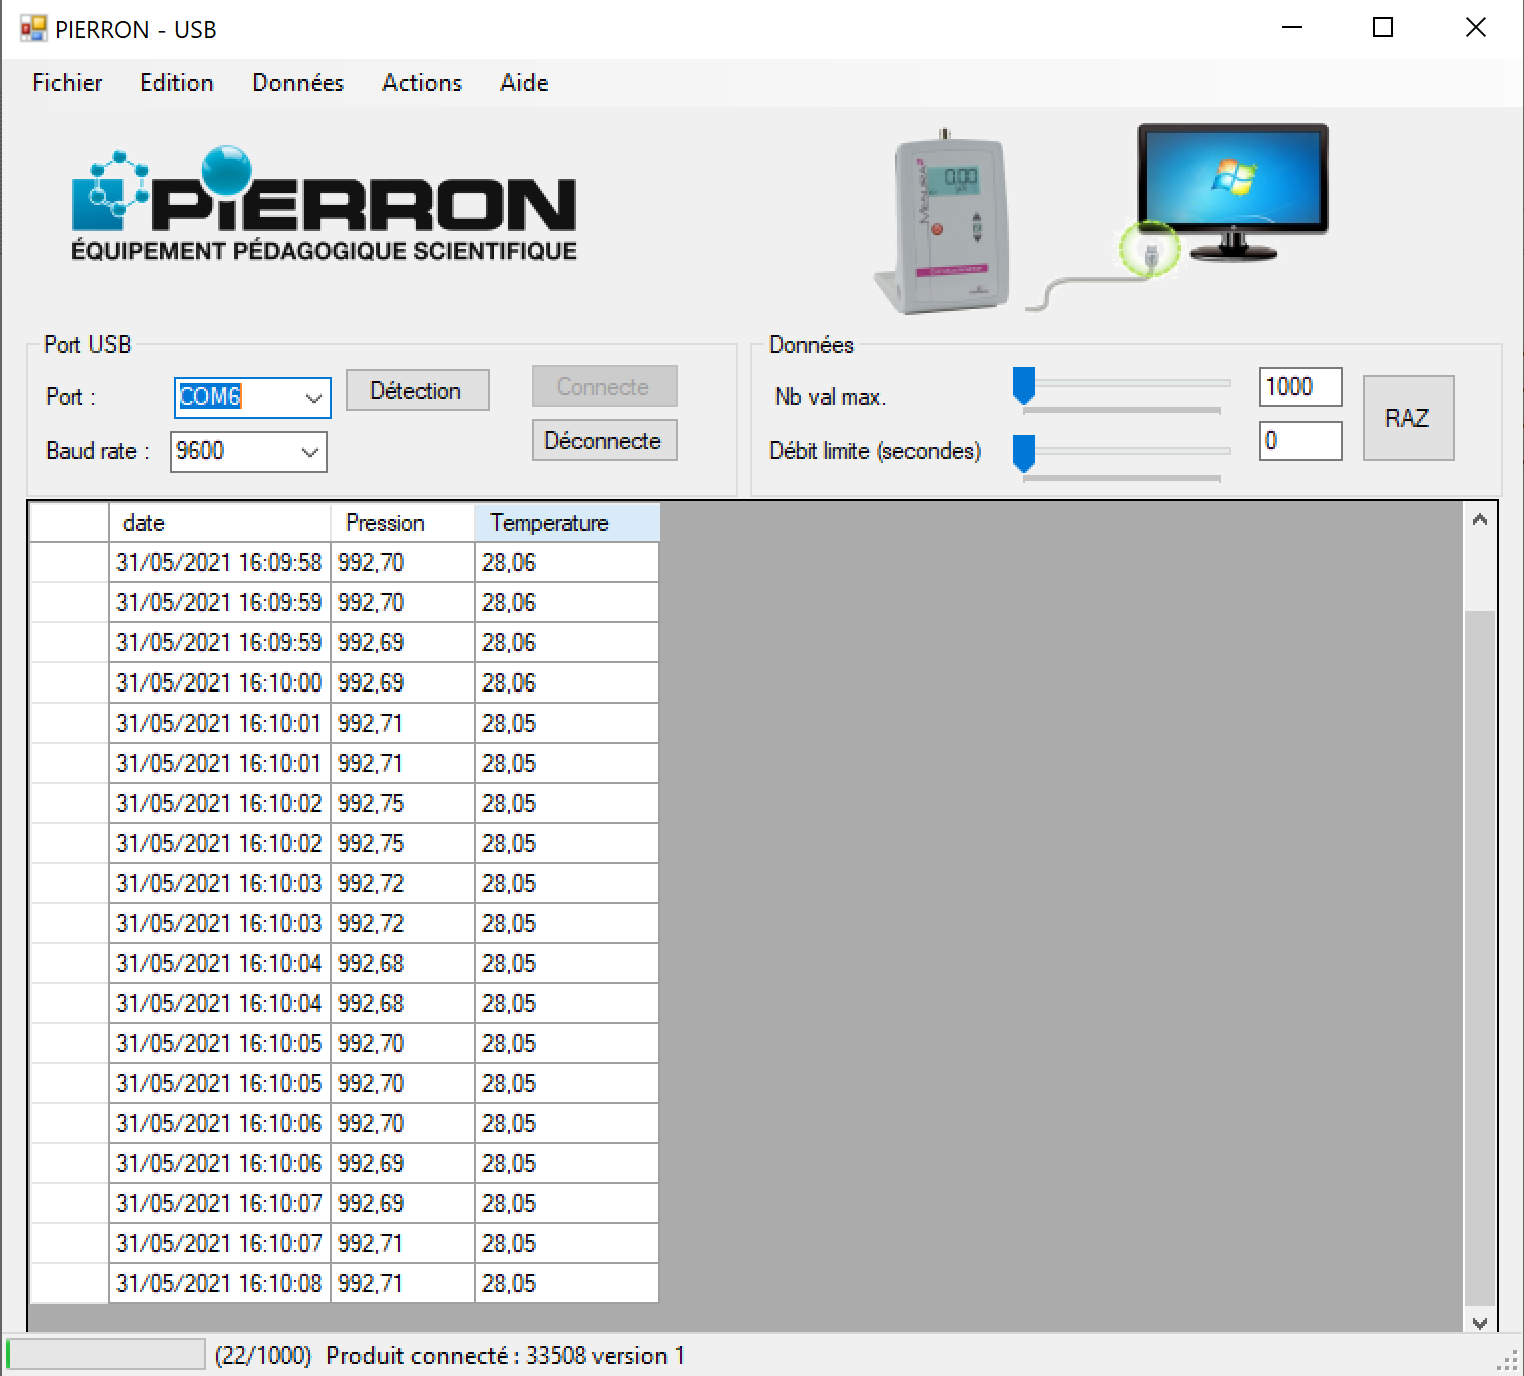 PIERRON - USB
Fichier Edition Données Actions Aide
PIERRON
ÉQUIPEMENT PÉDAGOGIQUE SCIENTIFIQUE
0.00
Port USB
Port :
COM6
Détection
Connecte
Baud rate :
9600
Déconnecte
Données
Nb val max.
1000
RAZ
Débit limite (secondes)
0
date Pression Temperature
31/05/2021 16:09:58 992,70 28,06
31/05/2021 16:09:59 992,70 28,06
31/05/2021 16:09:59 992,69 28,06
31/05/2021 16:10:00 992,69 28,06
31/05/2021 16:10:01 992,71 28,05
31/05/2021 16:10:01 992,71 28,05
31/05/2021 16:10:02 992,75 28,05
31/05/2021 16:10:02 992,75 28,05
31/05/2021 16:10:03 992,72 28,05
31/05/2021 16:10:03 992,72 28,05
31/05/2021 16:10:04 992,68 28,05
31/05/2021 16:10:04 992,68 28,05
31/05/2021 16:10:05 992,70 28,05
31/05/2021 16:10:05 992,70 28,05
31/05/2021 16:10:06 992,70 28,05
31/05/2021 16:10:06 992,69 28,05
31/05/2021 16:10:07 992,69 28,05
31/05/2021 16:10:07 992,71 28,05
31/05/2021 16:10:08 992,71 28,05
(22/1000) Produit connecté : 33508 version 1